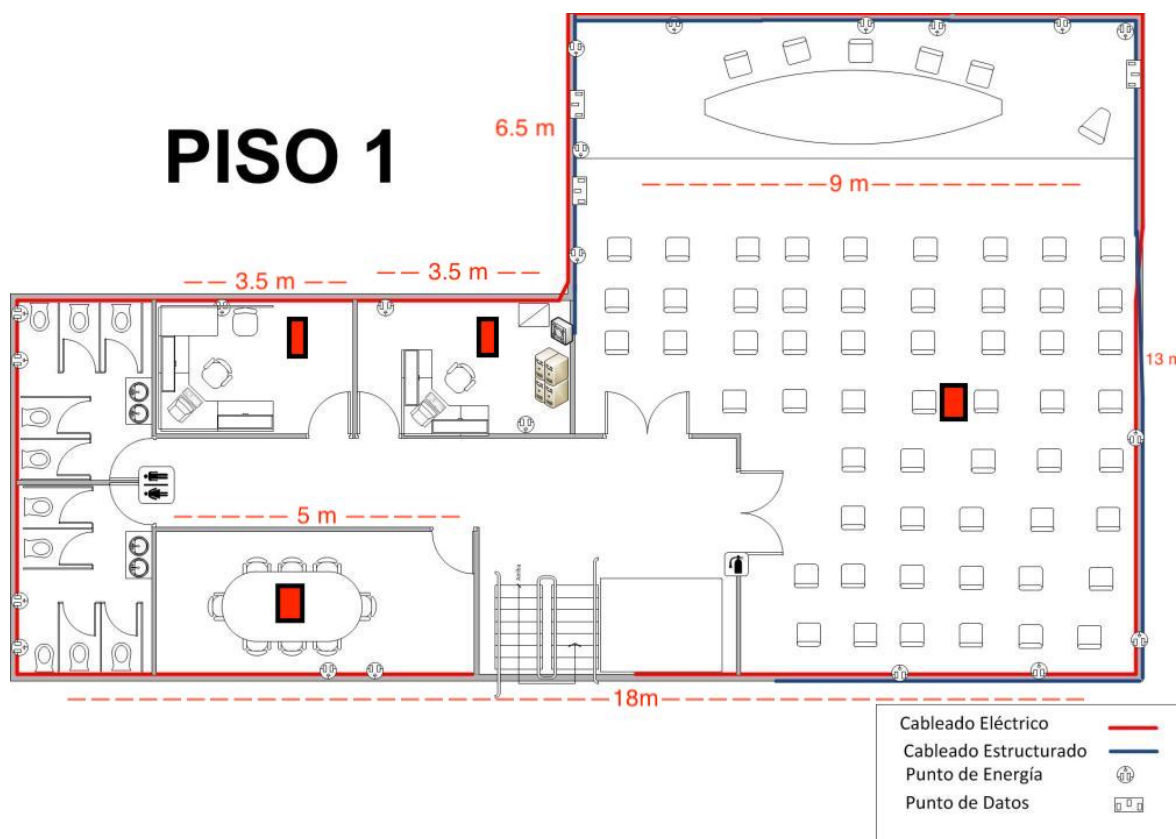 PISO 1
6.5 m
9 m
3.5 m
3.5 m
13 m
5 m
18m
Cableado Eléctrico
Cableado Estructurado
Punto de Energía
Punto de Datos